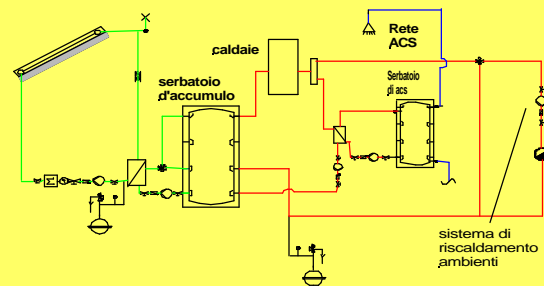 Rete
ACS
caldaie
serbatoio
d'accumulo
Serbatoio
di acs
sistema di
riscaldamento
ambienti